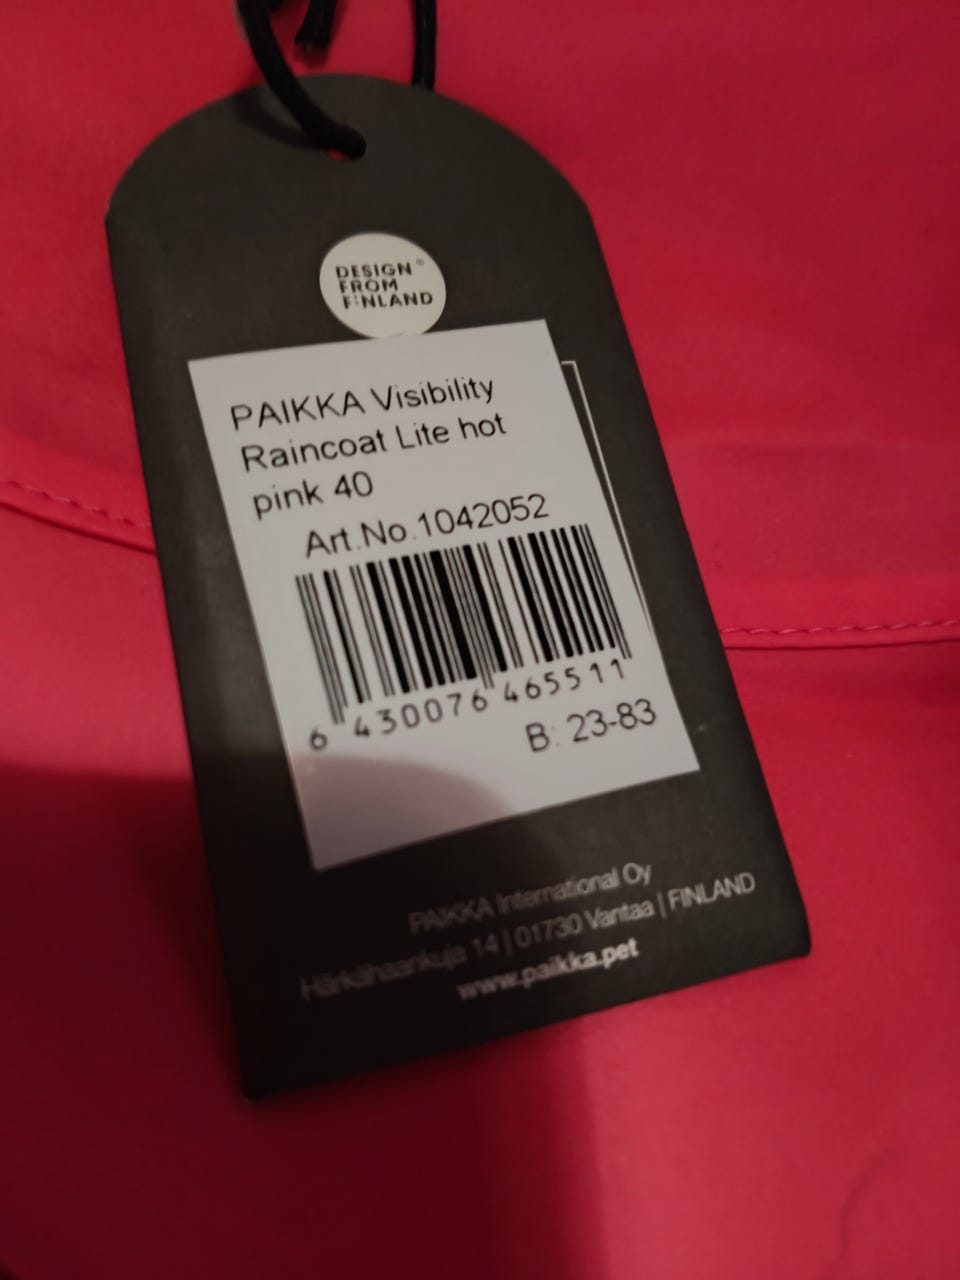 DESIGN®
FROM
FINLAND
PAIKKA Visibility
Raincoat Lite hot
pink 40
Art.No.1042052
6 430076 465511
B: 23-83
PAIKKA International Oy
Härkähaankuja 14 | 01730 Vantaa | FINLAND
www.paikka.pet